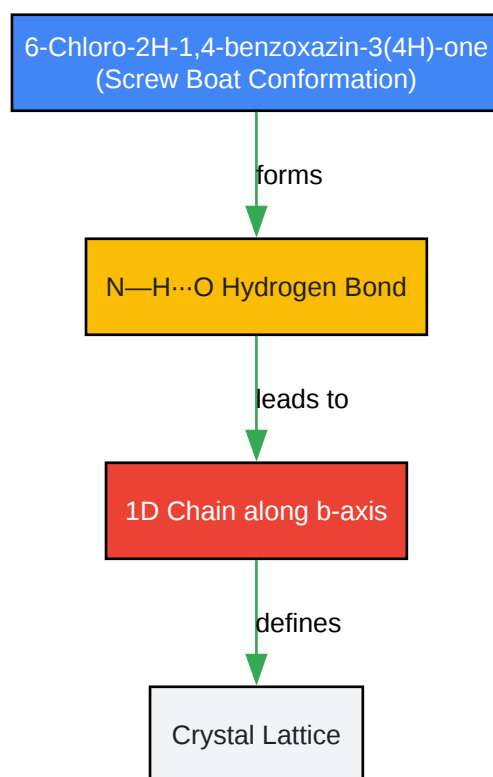 6-Chloro-2H-1,4-benzoxazin-3(4H)-one
(Screw Boat Conformation)
forms
N—H···O Hydrogen Bond
leads to
1D Chain along b-axis
defines
Crystal Lattice